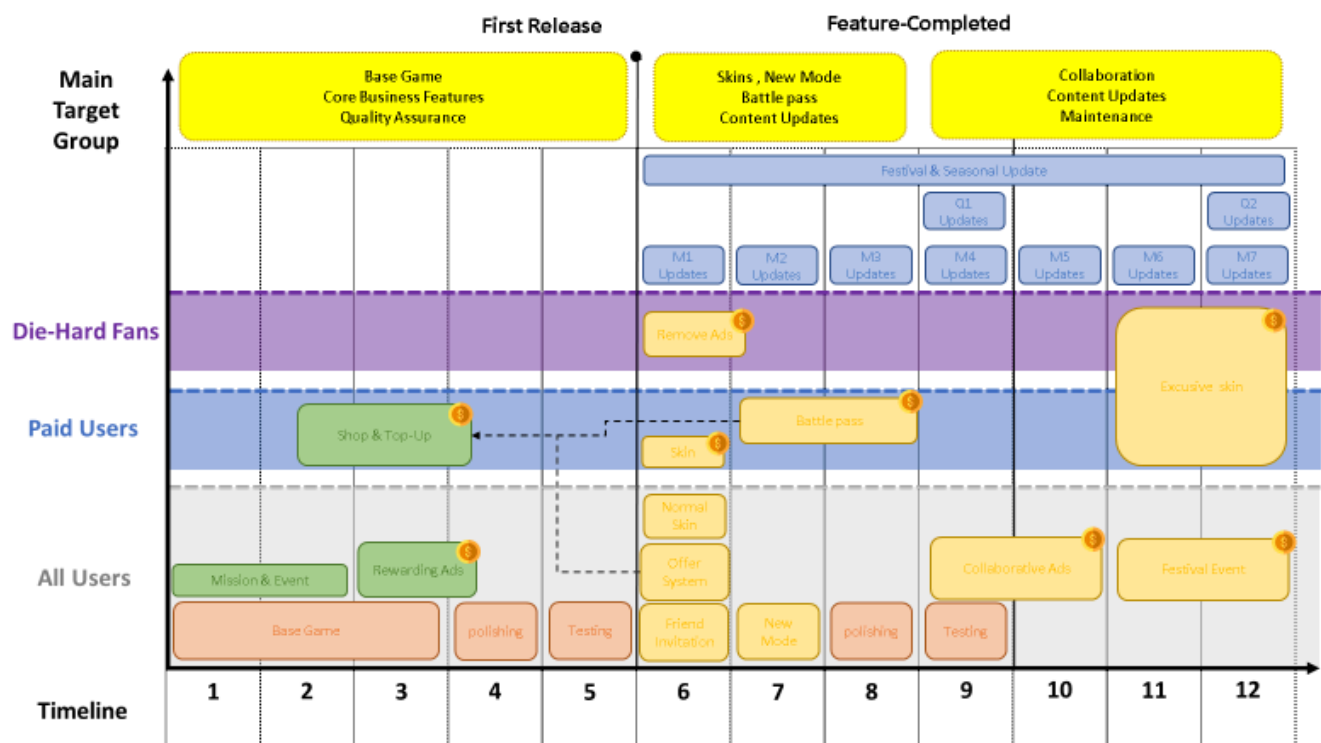 First Release
Feature-Completed
Main
Target
Group
Base Game
Core Business Features
Quality Assurance
Skins , New Mode
Battle pass
Content Updates
Collaboration
Content Updates
Maintenance
Festival & Seasonal Update
Q1
Updates
Q2
Updates
M1
Updates
M2
Updates
M3
Updates
M4
Updates
M5
Updates
M6
Updates
M7
Updates
Die-Hard Fans
Remove Ads
$
Excusive skin
$
Paid Users
Shop & Top-Up
$
Battle pass
$
Skin
$
All Users
Normal
Skin
Mission & Event
Rewarding Ads
$
Offer
System
Collaborative Ads
$
Festival Event
$
Base Game
polishing
Testing
Friend
Invitation
New
Mode
polishing
Testing
Timeline
1 2 3 4 5 6 7 8 9 10 11 12